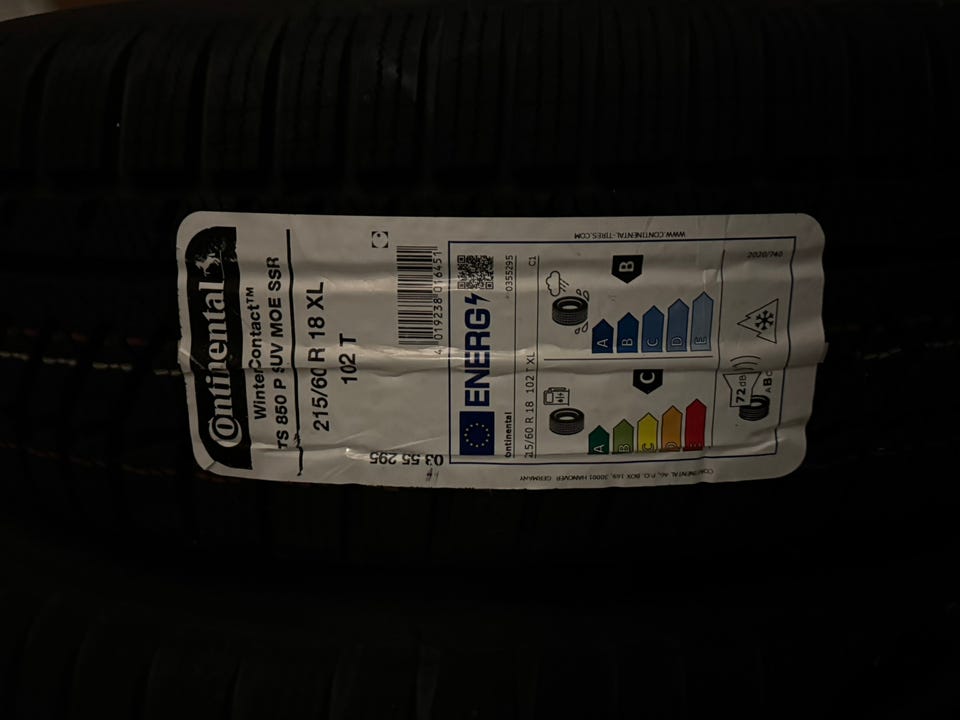 Continental
WinterContact™
TS 850 P SUV MOE SSR
215/60 R 18 XL
102 T
03 55 295
4 019238 016451
ENERG
0355295
Continental
215/60 R 18 102 T XL
C1
A
B
C
D
E
C
A
B
C
D
E
B
72 dB
ABC
2020/740
WWW.CONTINENTAL-TIRES.COM
CONTINENTAL AG, P.O. BOX 169, 30001 HANOVER GERMANY